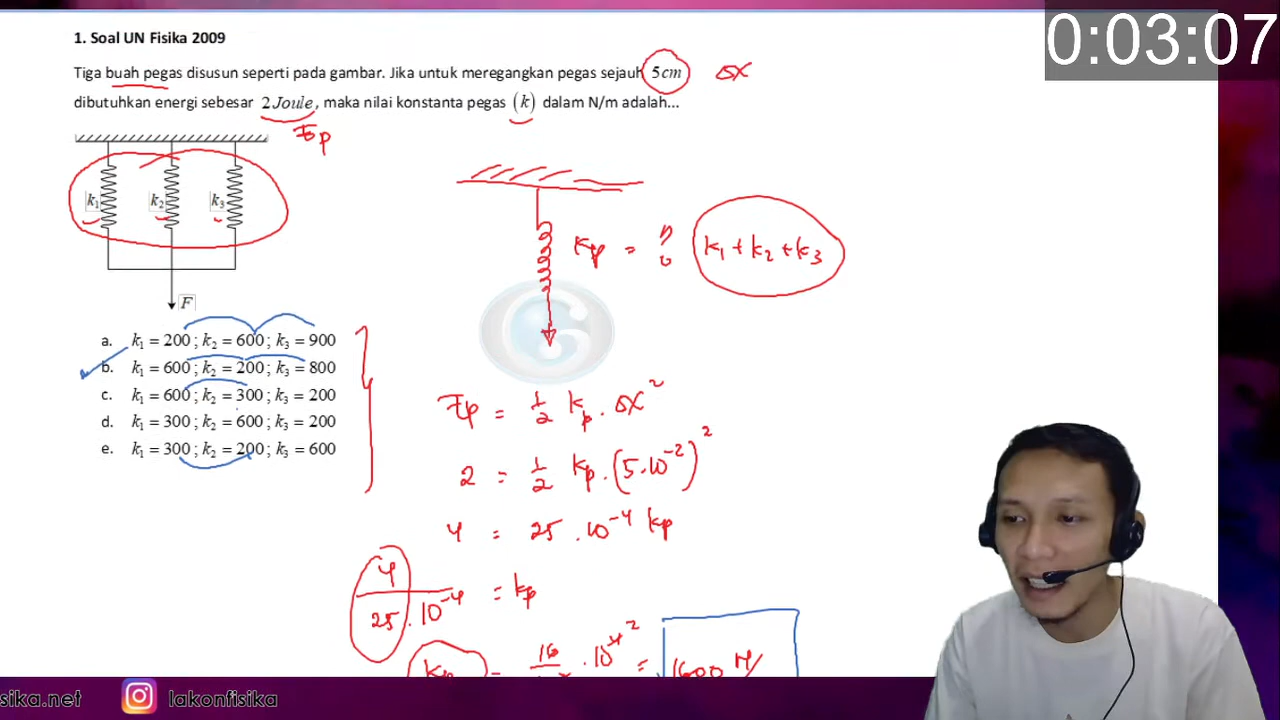 0:03:07
1. Soal UN Fisika 2009
Tiga buah pegas disusun seperti pada gambar. Jika untuk meregangkan pegas sejauh 5cm Δx
dibutuhkan energi sebesar 2 Joule, maka nilai konstanta pegas (k) dalam N/m adalah...
Ep
k₁ k₂ k₃
kp = ? k₁ + k₂ + k₃
F
a. k₁ = 200 ; k₂ = 600 ; k₃ = 900
b. k₁ = 600 ; k₂ = 200 ; k₃ = 800
c. k₁ = 600 ; k₂ = 300 ; k₃ = 200
d. k₁ = 300 ; k₂ = 600 ; k₃ = 200
e. k₁ = 300 ; k₂ = 200 ; k₃ = 600
Ep = 1/2 kp . Δx²
2 = 1/2 kp . (5.10⁻²)²
4 = 25 . 10⁻⁴ kp
4/25 . 10⁻⁴ = kp
1600 N/
sika.net lakonfisika